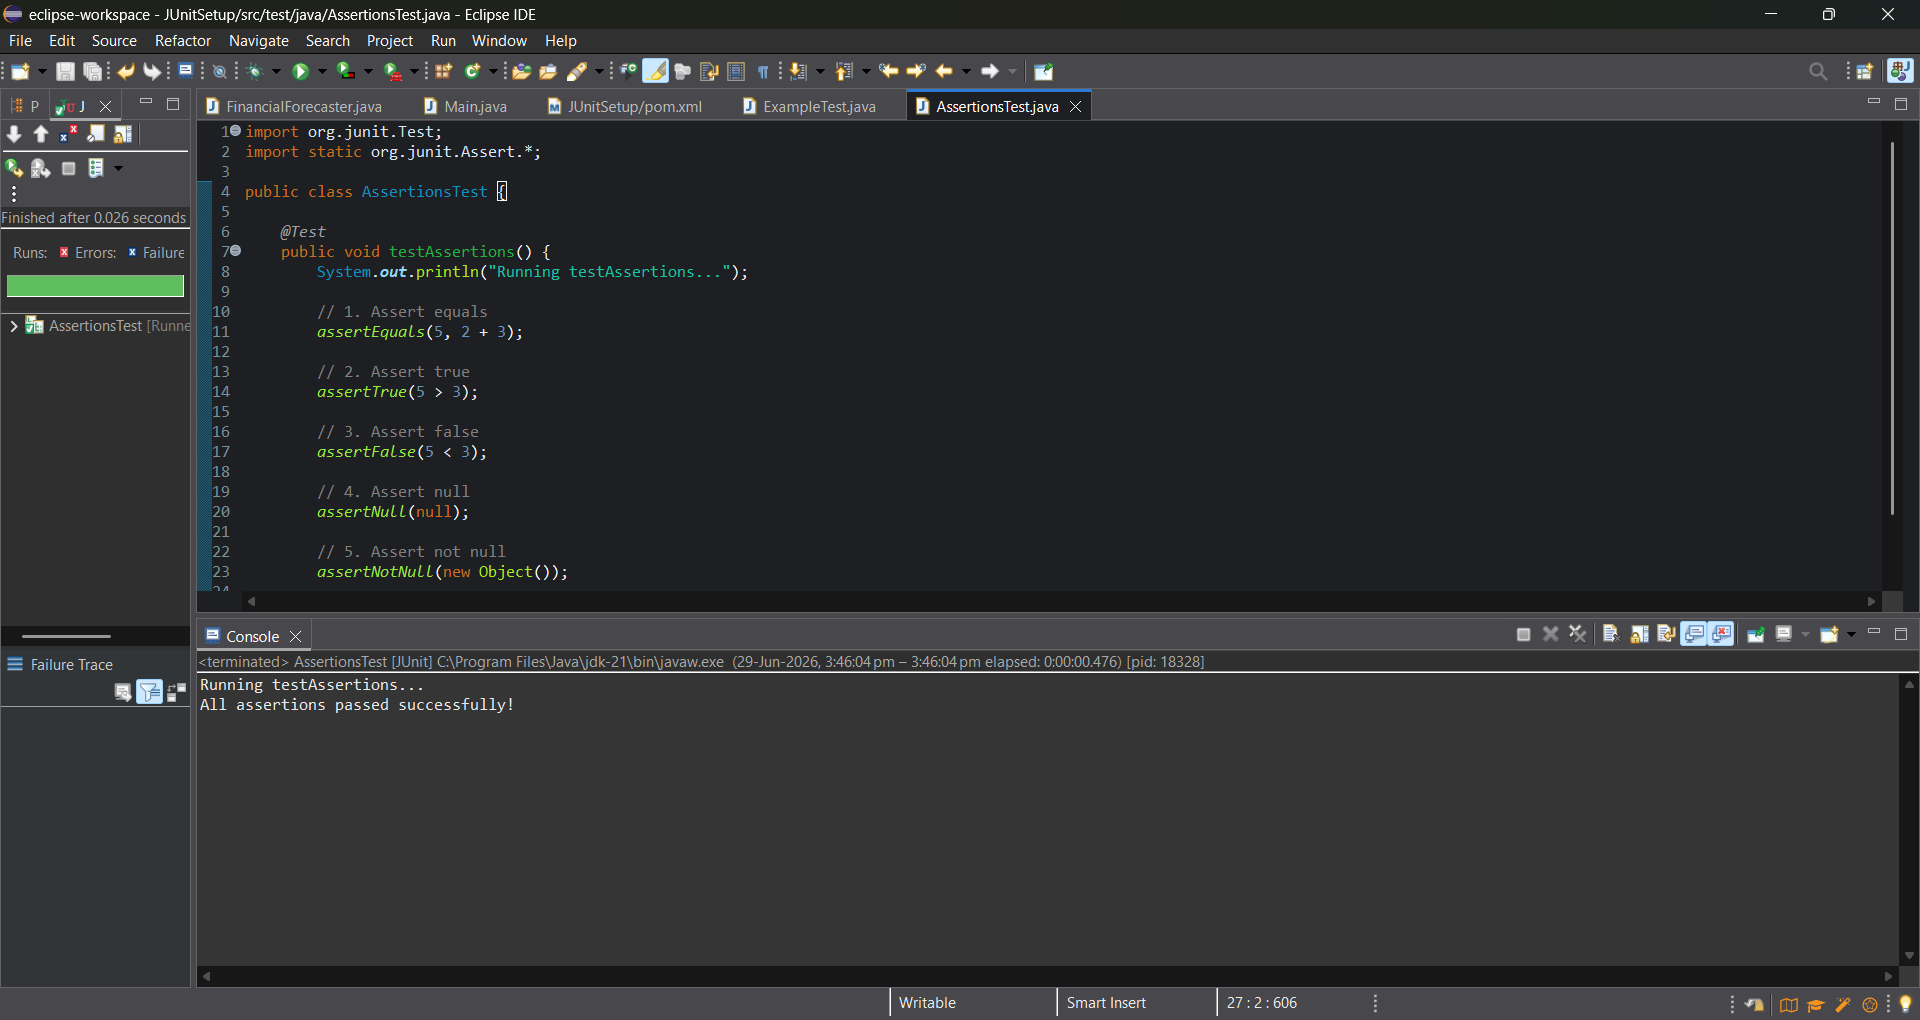 eclipse-workspace - JUnitSetup/src/test/java/AssertionsTest.java - Eclipse IDE
File Edit Source Refactor Navigate Search Project Run Window Help
P J FinancialForecaster.java Main.java JUnitSetup/pom.xml ExampleTest.java AssertionsTest.java
Finished after 0.026 seconds
Runs: Errors: Failure
AssertionsTest [Runne
1 import org.junit.Test;
2 import static org.junit.Assert.*;
3
4 public class AssertionsTest {
5
6 @Test
7 public void testAssertions() {
8 System.out.println("Running testAssertions...");
9
10 // 1. Assert equals
11 assertEquals(5, 2 + 3);
12
13 // 2. Assert true
14 assertTrue(5 > 3);
15
16 // 3. Assert false
17 assertFalse(5 < 3);
18
19 // 4. Assert null
20 assertNull(null);
21
22 // 5. Assert not null
23 assertNotNull(new Object());
24
Failure Trace
Console
<terminated> AssertionsTest [JUnit] C:\Program Files\Java\jdk-21\bin\javaw.exe (29-Jun-2026, 3:46:04 pm – 3:46:04 pm elapsed: 0:00:00.476) [pid: 18328]
Running testAssertions...
All assertions passed successfully!
Writable Smart Insert 27 : 2 : 606